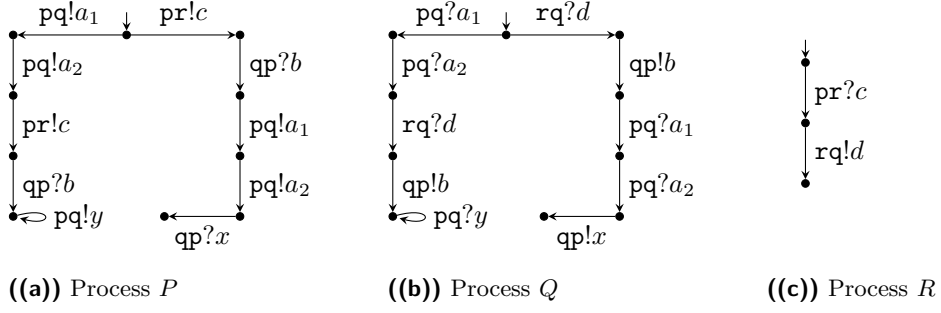 pq!a₁ pr!c pq?a₁ rq?d
pq!a₂ qp?b pq?a₂ qp!b pr?c
pr!c pq!a₁ rq?d pq?a₁ rq!d
qp?b pq!a₂ qp!b pq?a₂
pq!y pq?y
qp?x qp!x
((a)) Process P ((b)) Process Q ((c)) Process R